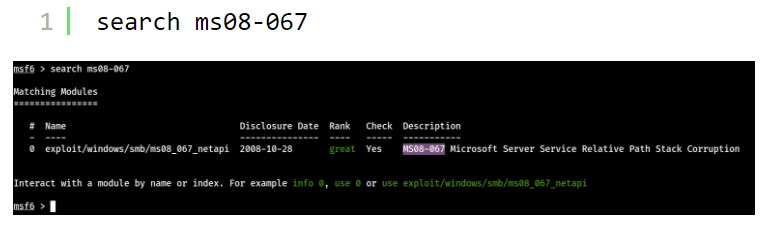 1 search ms08-067
msf6 > search ms08-067
Matching Modules
================
# Name Disclosure Date Rank Check Description
- ---- --------------- ---- ----- -----------
0 exploit/windows/smb/ms08_067_netapi 2008-10-28 great Yes MS08-067 Microsoft Server Service Relative Path Stack Corruption
Interact with a module by name or index. For example info 0, use 0 or use exploit/windows/smb/ms08_067_netapi
msf6 >